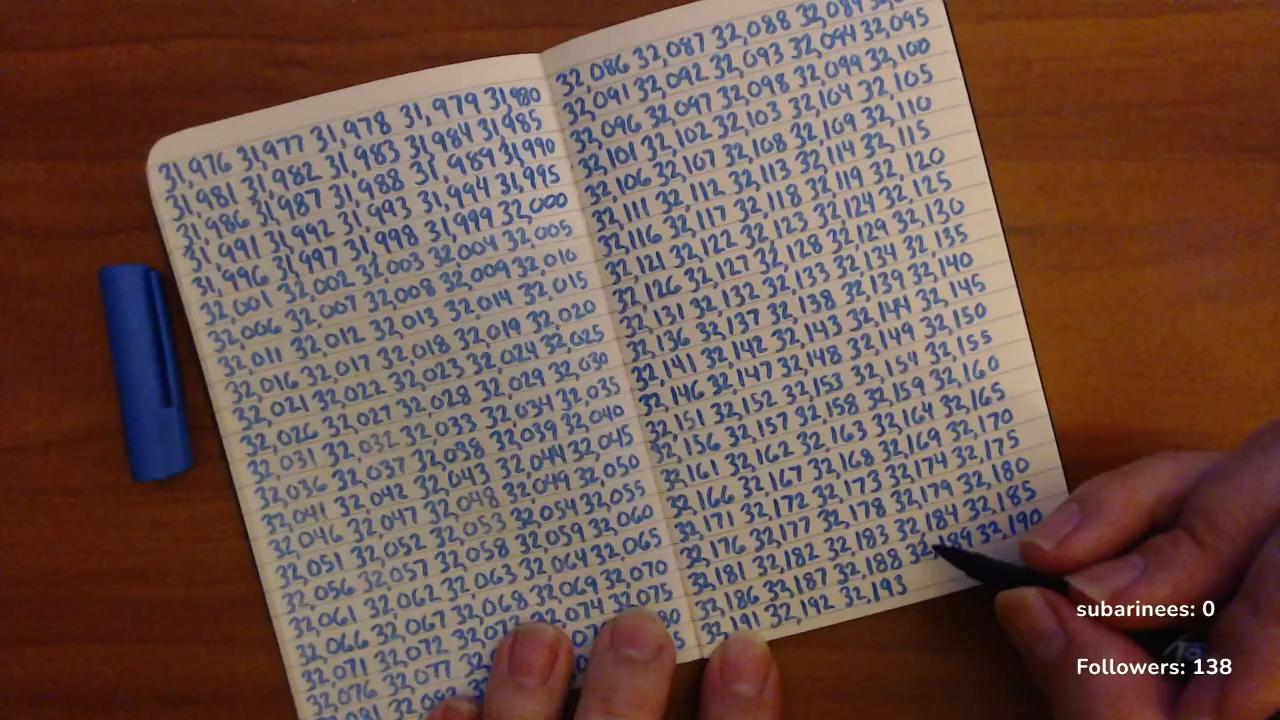 31,976 31,977 31,978 31,979 31,980
31,981 31,982 31,983 31,984 31,985
31,986 31,987 31,988 31,989 31,990
31,991 31,992 31,993 31,994 31,995
31,996 31,997 31,998 31,999 32,000
32,001 32,002 32,003 32,004 32,005
32,006 32,007 32,008 32,009 32,010
32,011 32,012 32,013 32,014 32,015
32,016 32,017 32,018 32,019 32,020
32,021 32,022 32,023 32,024 32,025
32,026 32,027 32,028 32,029 32,030
32,031 32,032 32,033 32,034 32,035
32,036 32,037 32,038 32,039 32,040
32,041 32,042 32,043 32,044 32,045
32,046 32,047 32,048 32,049 32,050
32,051 32,052 32,053 32,054 32,055
32,056 32,057 32,058 32,059 32,060
32,061 32,062 32,063 32,064 32,065
32,066 32,067 32,068 32,069 32,070
32,071 32,072 32,074 32,075
32,076 32,077
32,086 32,087 32,088 32,089
32,091 32,092 32,093 32,094 32,095
32,096 32,097 32,098 32,099 32,100
32,101 32,102 32,103 32,104 32,105
32,106 32,107 32,108 32,109 32,110
32,111 32,112 32,113 32,114 32,115
32,116 32,117 32,118 32,119 32,120
32,121 32,122 32,123 32,124 32,125
32,126 32,127 32,128 32,129 32,130
32,131 32,132 32,133 32,134 32,135
32,136 32,137 32,138 32,139 32,140
32,141 32,142 32,143 32,144 32,145
32,146 32,147 32,148 32,149 32,150
32,151 32,152 32,153 32,154 32,155
32,156 32,157 32,158 32,159 32,160
32,161 32,162 32,163 32,164 32,165
32,166 32,167 32,168 32,169 32,170
32,171 32,172 32,173 32,174 32,175
32,176 32,177 32,178 32,179 32,180
32,181 32,182 32,183 32,184 32,185
32,186 32,187 32,188 32,189 32,190
32,191 32,192 32,193
subarinees: 0
Followers: 138